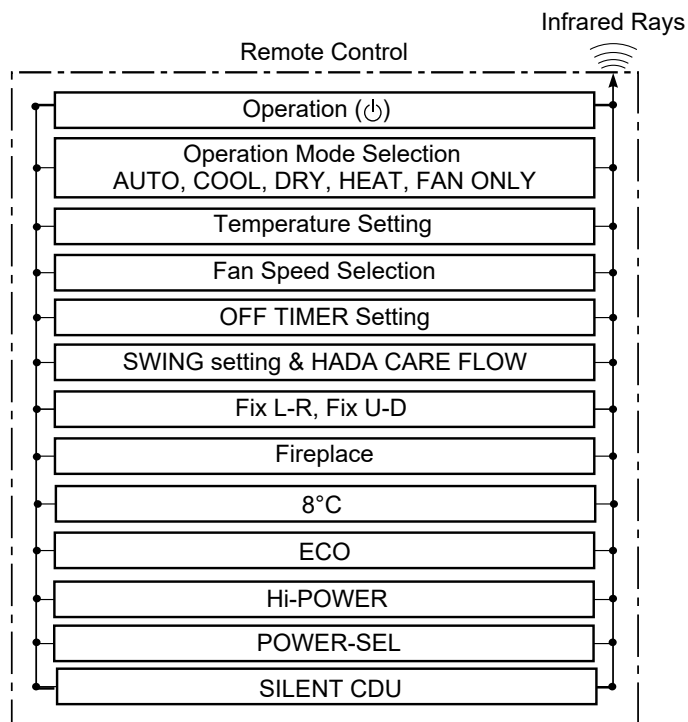 Infrared Rays
Remote Control
Operation (⏻)
Operation Mode Selection
AUTO, COOL, DRY, HEAT, FAN ONLY
Temperature Setting
Fan Speed Selection
OFF TIMER Setting
SWING setting & HADA CARE FLOW
Fix L-R, Fix U-D
Fireplace
8°C
ECO
Hi-POWER
POWER-SEL
SILENT CDU